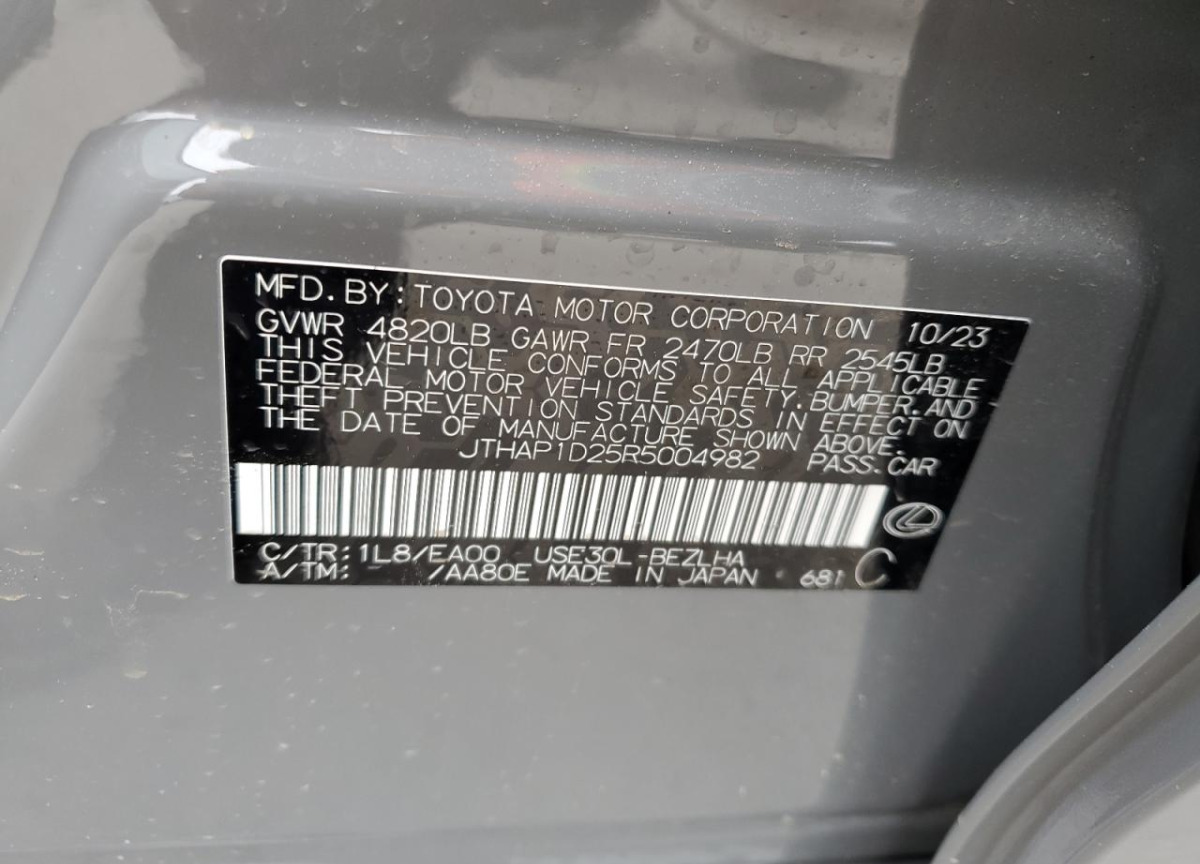 MFD. BY: TOYOTA MOTOR CORPORATION 10/23
GVWR 4820LB GAWR FR 2470LB RR 2545LB
THIS VEHICLE CONFORMS TO ALL APPLICABLE
FEDERAL MOTOR VEHICLE SAFETY. BUMPER. AND
THEFT PREVENTION STANDARDS IN EFFECT ON
THE DATE OF MANUFACTURE SHOWN ABOVE.
JTHAP1D25R5004982 PASS. CAR
C/TR: 1L8/EA00 USE30L-BEZLHA
A/TM: /AA80E MADE IN JAPAN 681 C